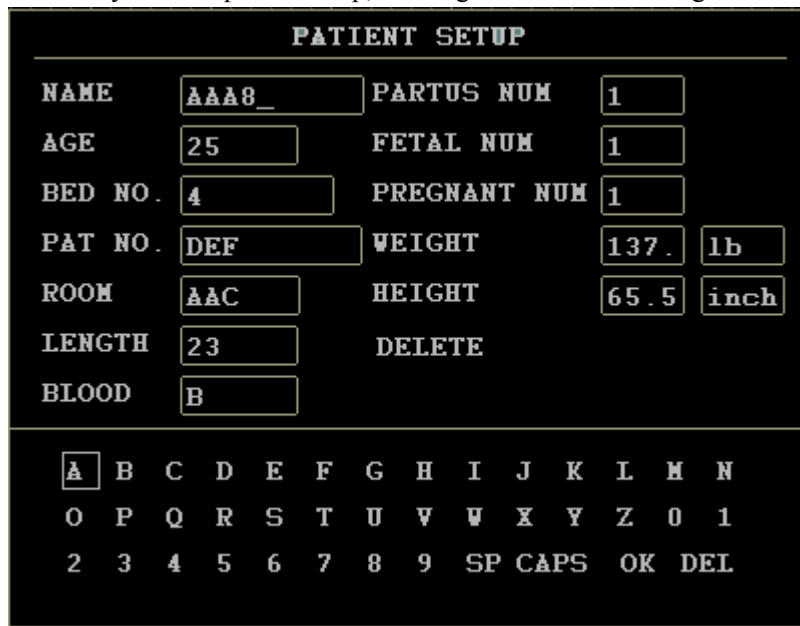 PATIENT SETUP
NAME AAA8_ PARTUS NUM 1
AGE 25 FETAL NUM 1
BED NO. 4 PREGNANT NUM 1
PAT NO. DEF WEIGHT 137. lb
ROOM AAC HEIGHT 65.5 inch
LENGTH 23 DELETE
BLOOD B
A B C D E F G H I J K L M N
O P Q R S T U V W X Y Z 0 1
2 3 4 5 6 7 8 9 SP CAPS OK DEL